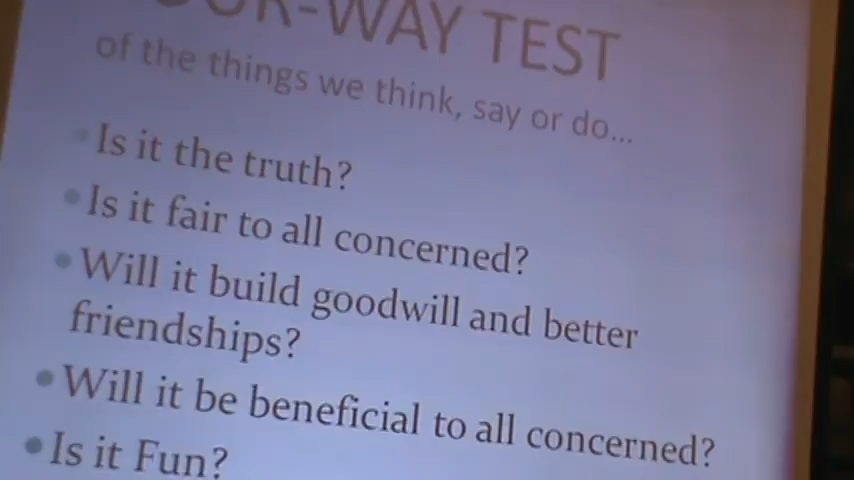 OUR-WAY TEST
of the things we think, say or do...
Is it the truth?
Is it fair to all concerned?
Will it build goodwill and better
friendships?
Will it be beneficial to all concerned?
Is it Fun?